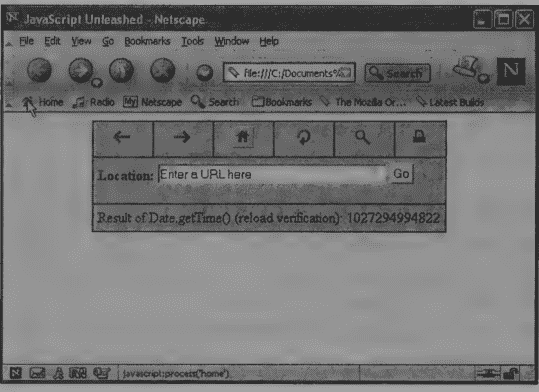 JavaScript Unleashed - Netscape
File Edit View Go Bookmarks Tools Window Help
file:///C:/Documents% Search N
Home Radio My Netscape Search Bookmarks The Mozilla Or... Latest Builds
Location: Enter a URL here Go
Result of Date.getTime() (reload verification): 1027294994822
javascript:process('home')